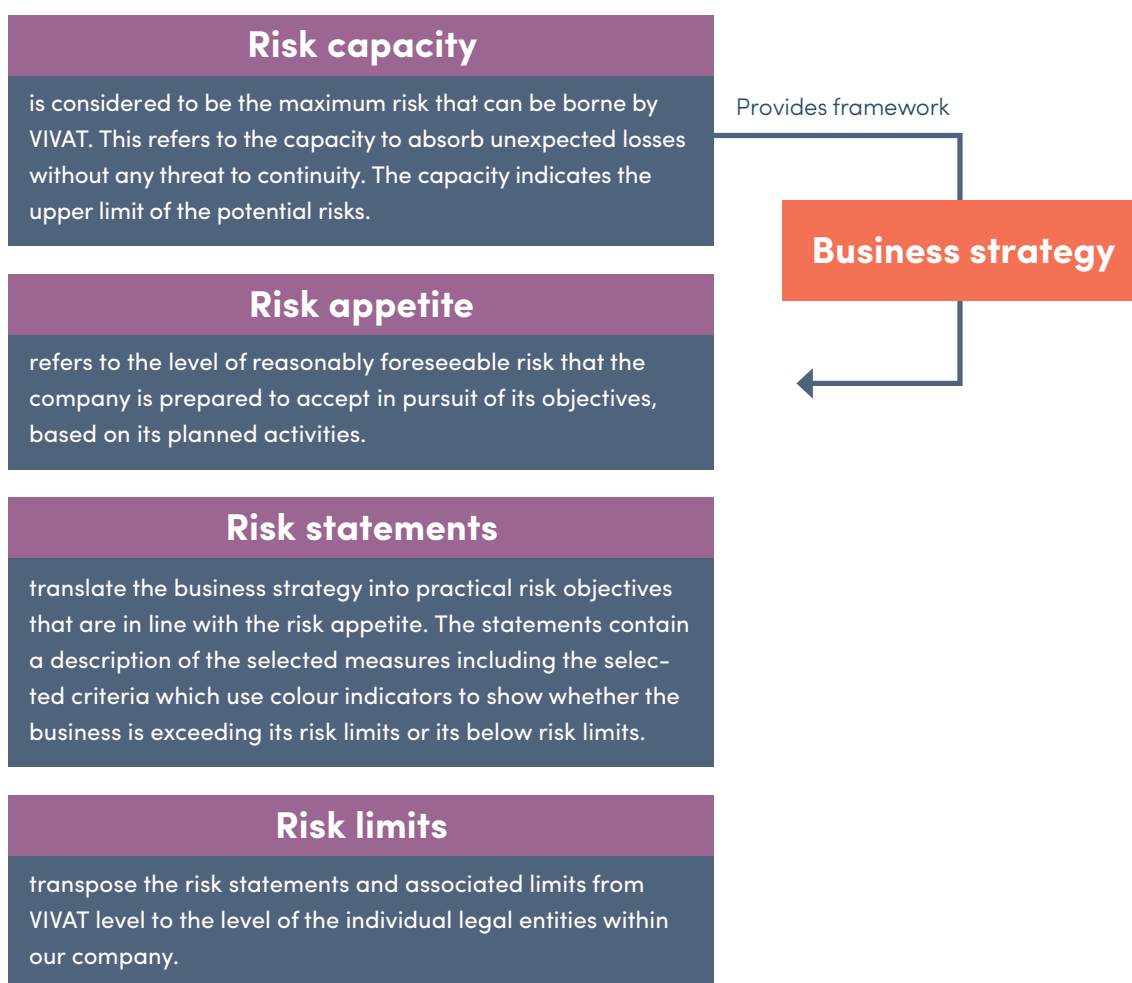 Risk capacity
is considered to be the maximum risk that can be borne by
VIVAT. This refers to the capacity to absorb unexpected losses
without any threat to continuity. The capacity indicates the
upper limit of the potential risks.
Provides framework
Business strategy
Risk appetite
refers to the level of reasonably foreseeable risk that the
company is prepared to accept in pursuit of its objectives,
based on its planned activities.
Risk statements
translate the business strategy into practical risk objectives
that are in line with the risk appetite. The statements contain
a description of the selected measures including the selec-
ted criteria which use colour indicators to show whether the
business is exceeding its risk limits or its below risk limits.
Risk limits
transpose the risk statements and associated limits from
VIVAT level to the level of the individual legal entities within
our company.